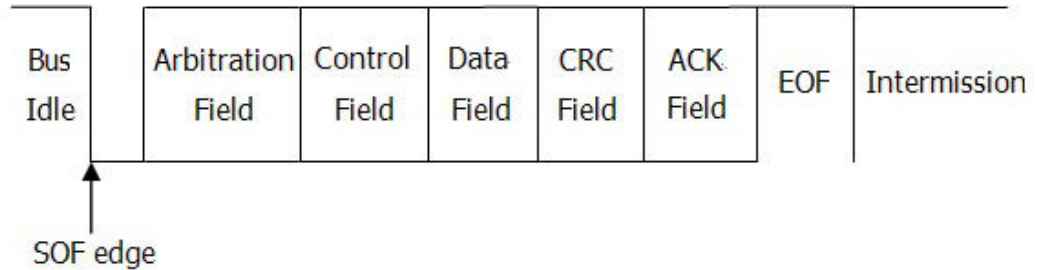 Bus
Idle
Arbitration
Field
Control
Field
Data
Field
CRC
Field
ACK
Field
EOF
Intermission
SOF edge